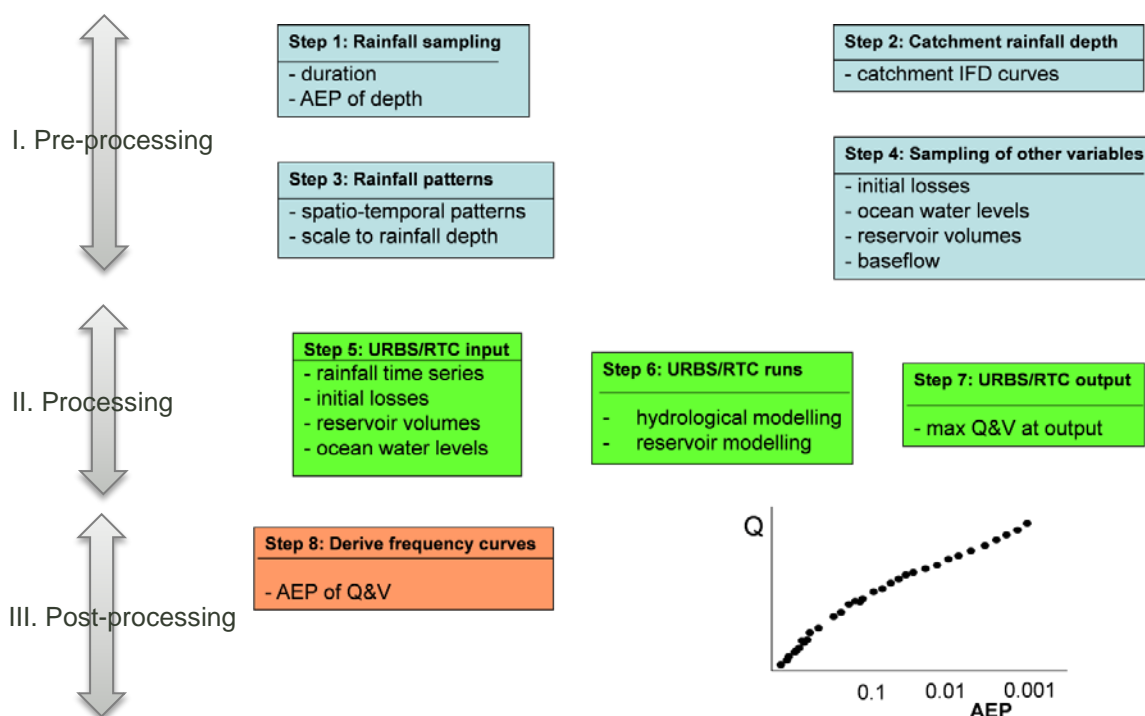 I. Pre-processing
Step 1: Rainfall sampling
- duration
- AEP of depth
Step 2: Catchment rainfall depth
- catchment IFD curves
Step 3: Rainfall patterns
- spatio-temporal patterns
- scale to rainfall depth
Step 4: Sampling of other variables
- initial losses
- ocean water levels
- reservoir volumes
- baseflow
II. Processing
Step 5: URBS/RTC input
- rainfall time series
- initial losses
- reservoir volumes
- ocean water levels
Step 6: URBS/RTC runs
- hydrological modelling
- reservoir modelling
Step 7: URBS/RTC output
- max Q&V at output
III. Post-processing
Step 8: Derive frequency curves
- AEP of Q&V
Q
0.1 0.01 0.001
AEP